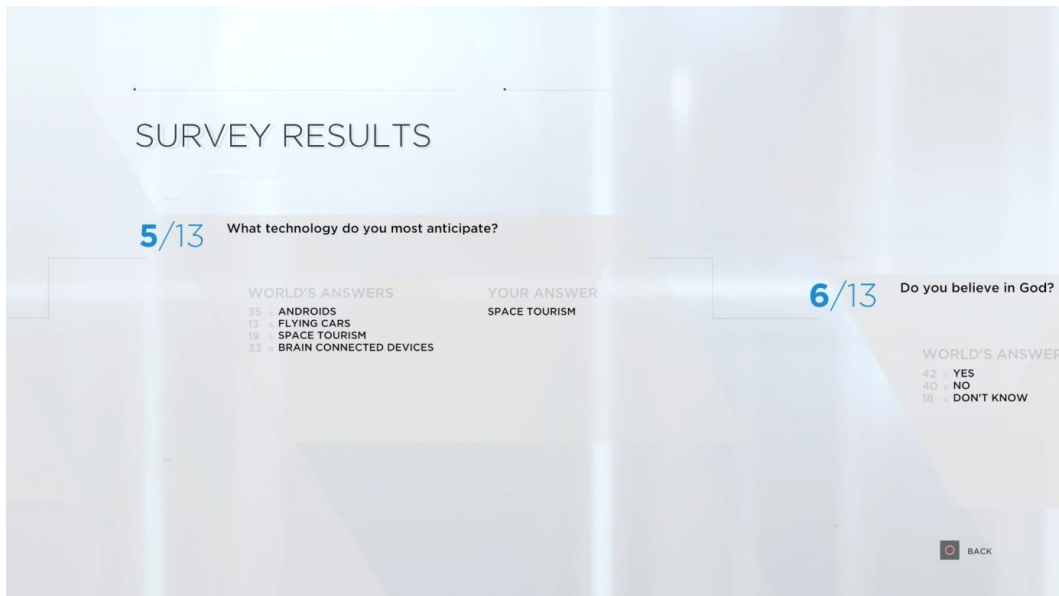 SURVEY RESULTS
5/13 What technology do you most anticipate?
WORLD'S ANSWERS YOUR ANSWER
35 % ANDROIDS SPACE TOURISM
13 % FLYING CARS
19 % SPACE TOURISM
33 % BRAIN CONNECTED DEVICES
6/13 Do you believe in God?
WORLD'S ANSWER
42 % YES
40 % NO
18 % DON'T KNOW
BACK